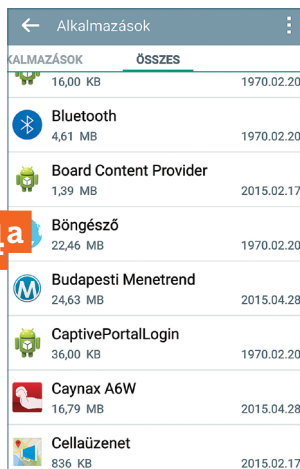 Alkalmazások
KALMAZÁSOK ÖSSZES
16,00 KB 1970.02.20
Bluetooth
4,61 MB 1970.02.20
Board Content Provider
1,39 MB 2015.02.17
a
Böngésző
22,46 MB 1970.02.20
Budapesti Menetrend
24,63 MB 2015.04.28
CaptivePortalLogin
36,00 KB 1970.02.20
Caynax A6W
16,79 MB 2015.04.28
Cellaüzenet
836 KB 2015.02.17